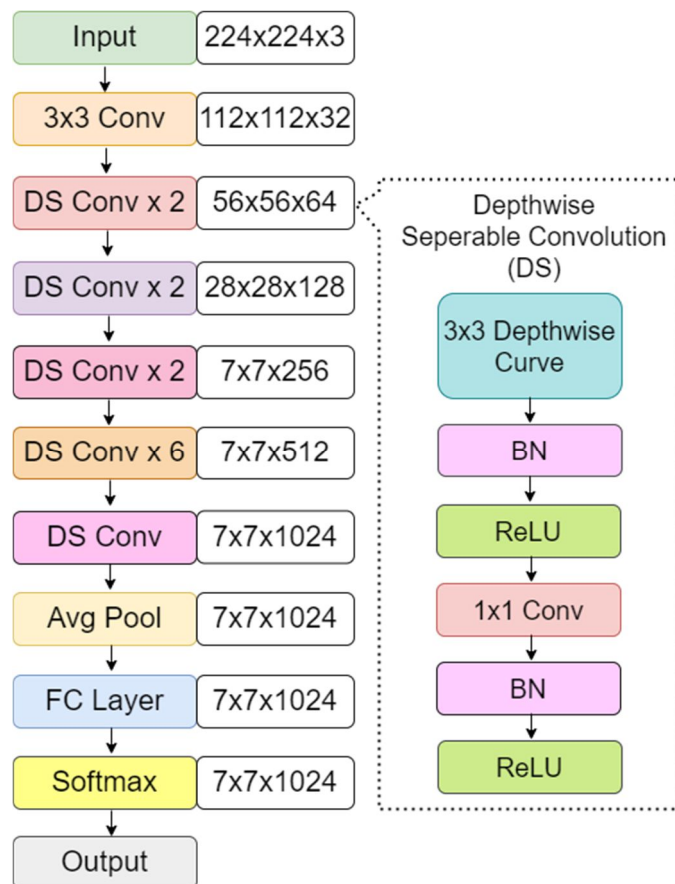 Input 224x224x3
3x3 Conv 112x112x32
DS Conv x 2 56x56x64
DS Conv x 2 28x28x128
DS Conv x 2 7x7x256
DS Conv x 6 7x7x512
DS Conv 7x7x1024
Avg Pool 7x7x1024
FC Layer 7x7x1024
Softmax 7x7x1024
Output
Depthwise
Seperable Convolution
(DS)
3x3 Depthwise
Curve
BN
ReLU
1x1 Conv
BN
ReLU